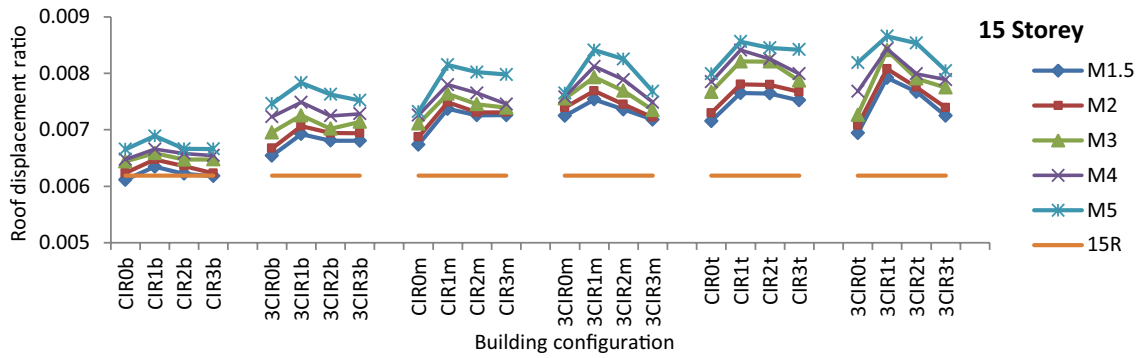 15 Storey
Roof displacement ratio
0.009
0.008
0.007
0.006
0.005
CIR0b
CIR1b
CIR2b
CIR3b
3CIR0b
3CIR1b
3CIR2b
3CIR3b
CIR0m
CIR1m
CIR2m
CIR3m
3CIR0m
3CIR1m
3CIR2m
3CIR3m
CIR0t
CIR1t
CIR2t
CIR3t
3CIR0t
3CIR1t
3CIR2t
3CIR3t
Building configuration
M1.5
M2
M3
M4
M5
15R